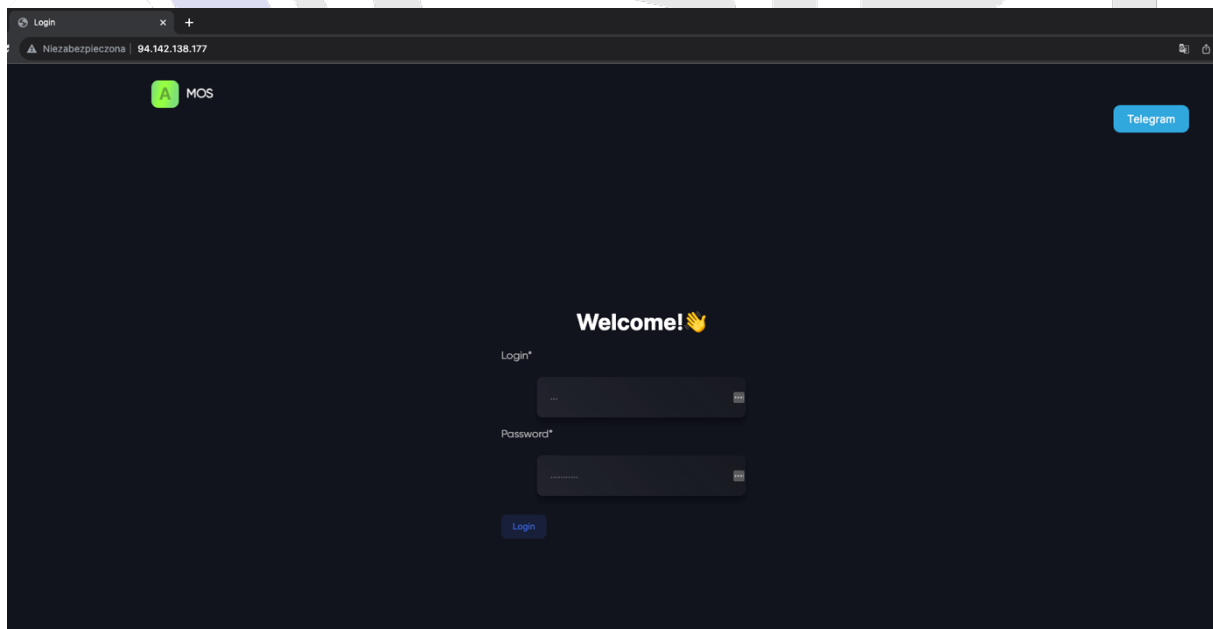 Login
Niezabezpieczona | 94.142.138.177
A MOS
Telegram
Welcome!👋
Login*
...
Password*
...........
Login